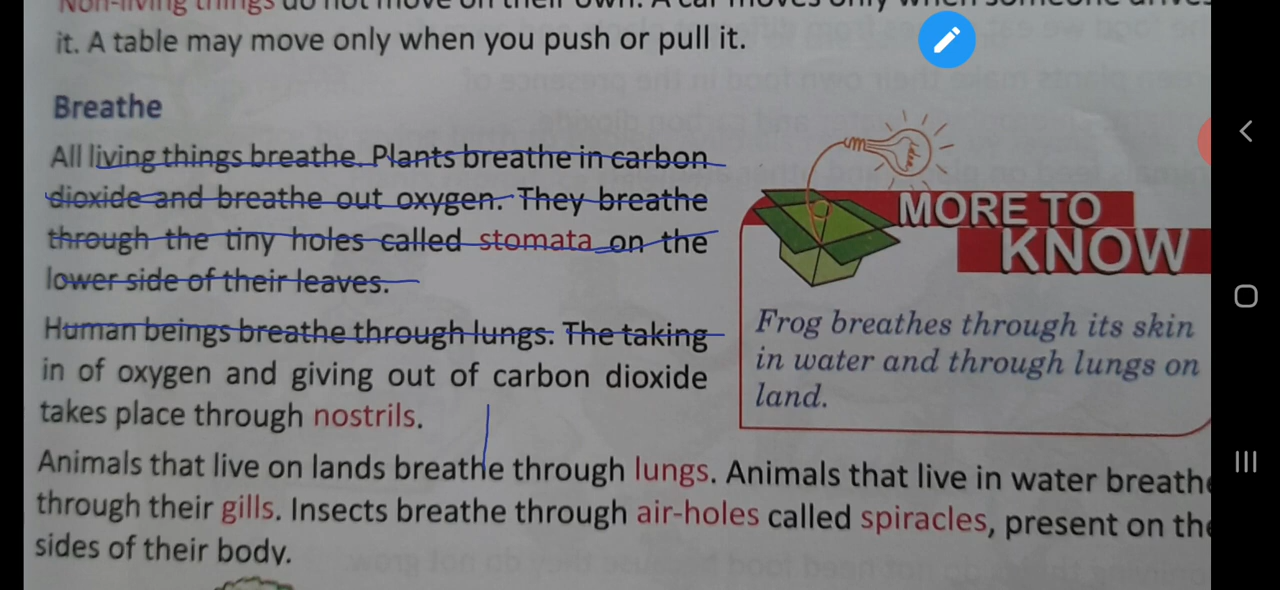 Non-living things do not move on their own. A car moves only when someone drives
it. A table may move only when you push or pull it.
Breathe
All living things breathe. Plants breathe in carbon
dioxide and breathe out oxygen. They breathe
through the tiny holes called stomata on the
lower side of their leaves.
Human beings breathe through lungs. The taking
in of oxygen and giving out of carbon dioxide
takes place through nostrils.
MORE TO
KNOW
Frog breathes through its skin
in water and through lungs on
land.
Animals that live on lands breathe through lungs. Animals that live in water breathe
through their gills. Insects breathe through air-holes called spiracles, present on the
sides of their body.